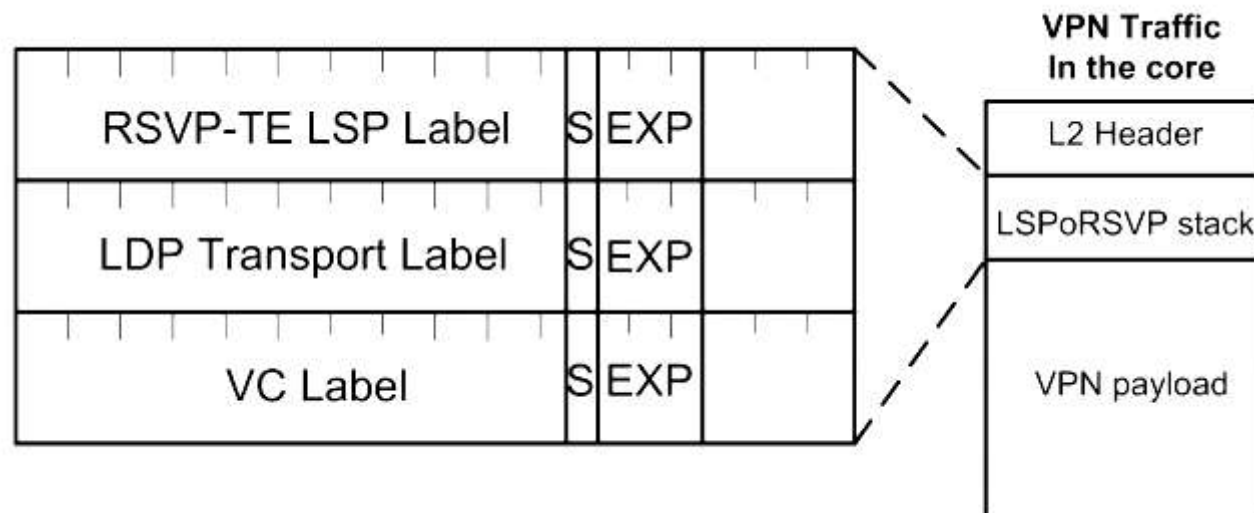 VPN Traffic
In the core
RSVP-TE LSP Label S EXP
LDP Transport Label S EXP
VC Label S EXP
L2 Header
LSPoRSVP stack
VPN payload